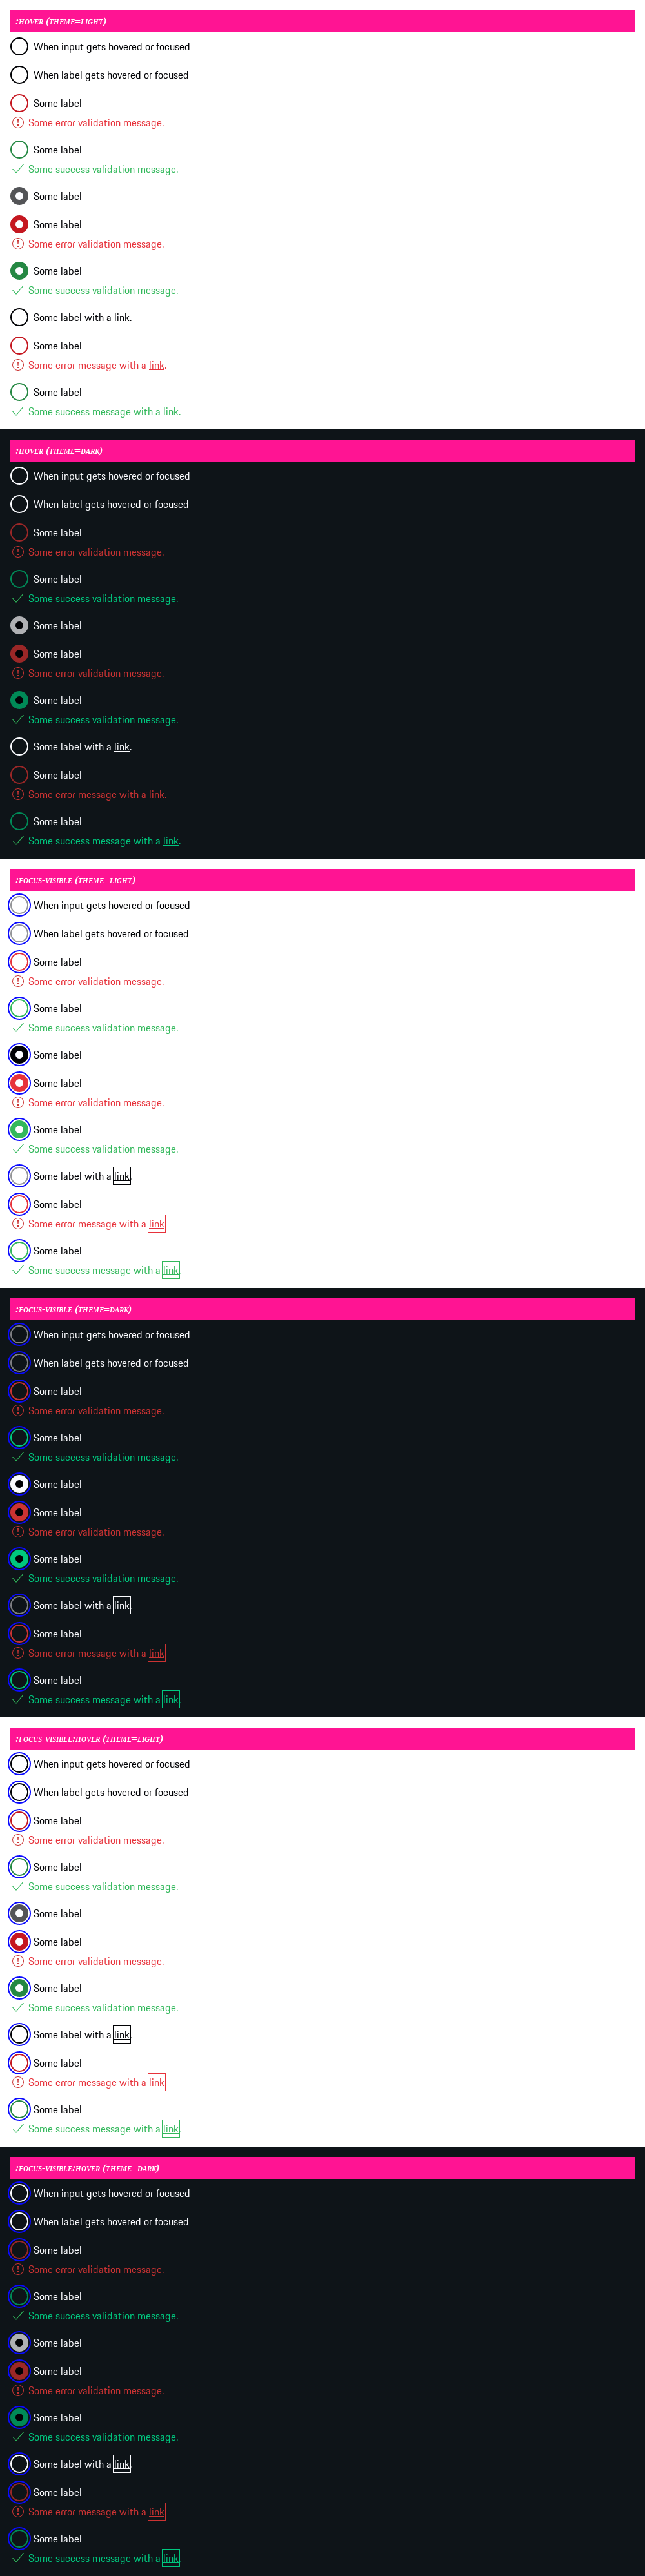 :HOVER (THEME=LIGHT)
When input gets hovered or focused
When label gets hovered or focused
Some label
Some error validation message.
Some label
Some success validation message.
Some label
Some label
Some error validation message.
Some label
Some success validation message.
Some label with a link.
Some label
Some error message with a link.
Some label
Some success message with a link.
:HOVER (THEME=DARK)
When input gets hovered or focused
When label gets hovered or focused
Some label
Some error validation message.
Some label
Some success validation message.
Some label
Some label
Some error validation message.
Some label
Some success validation message.
Some label with a link.
Some label
Some error message with a link.
Some label
Some success message with a link.
:FOCUS-VISIBLE (THEME=LIGHT)
When input gets hovered or focused
When label gets hovered or focused
Some label
Some error validation message.
Some label
Some success validation message.
Some label
Some label
Some error validation message.
Some label
Some success validation message.
Some label with a link.
Some label
Some error message with a link.
Some label
Some success message with a link.
:FOCUS-VISIBLE (THEME=DARK)
When input gets hovered or focused
When label gets hovered or focused
Some label
Some error validation message.
Some label
Some success validation message.
Some label
Some label
Some error validation message.
Some label
Some success validation message.
Some label with a link.
Some label
Some error message with a link.
Some label
Some success message with a link.
:FOCUS-VISIBLE:HOVER (THEME=LIGHT)
When input gets hovered or focused
When label gets hovered or focused
Some label
Some error validation message.
Some label
Some success validation message.
Some label
Some label
Some error validation message.
Some label
Some success validation message.
Some label with a link.
Some label
Some error message with a link.
Some label
Some success message with a link.
:FOCUS-VISIBLE:HOVER (THEME=DARK)
When input gets hovered or focused
When label gets hovered or focused
Some label
Some error validation message.
Some label
Some success validation message.
Some label
Some label
Some error validation message.
Some label
Some success validation message.
Some label with a link.
Some label
Some error message with a link.
Some label
Some success message with a link.